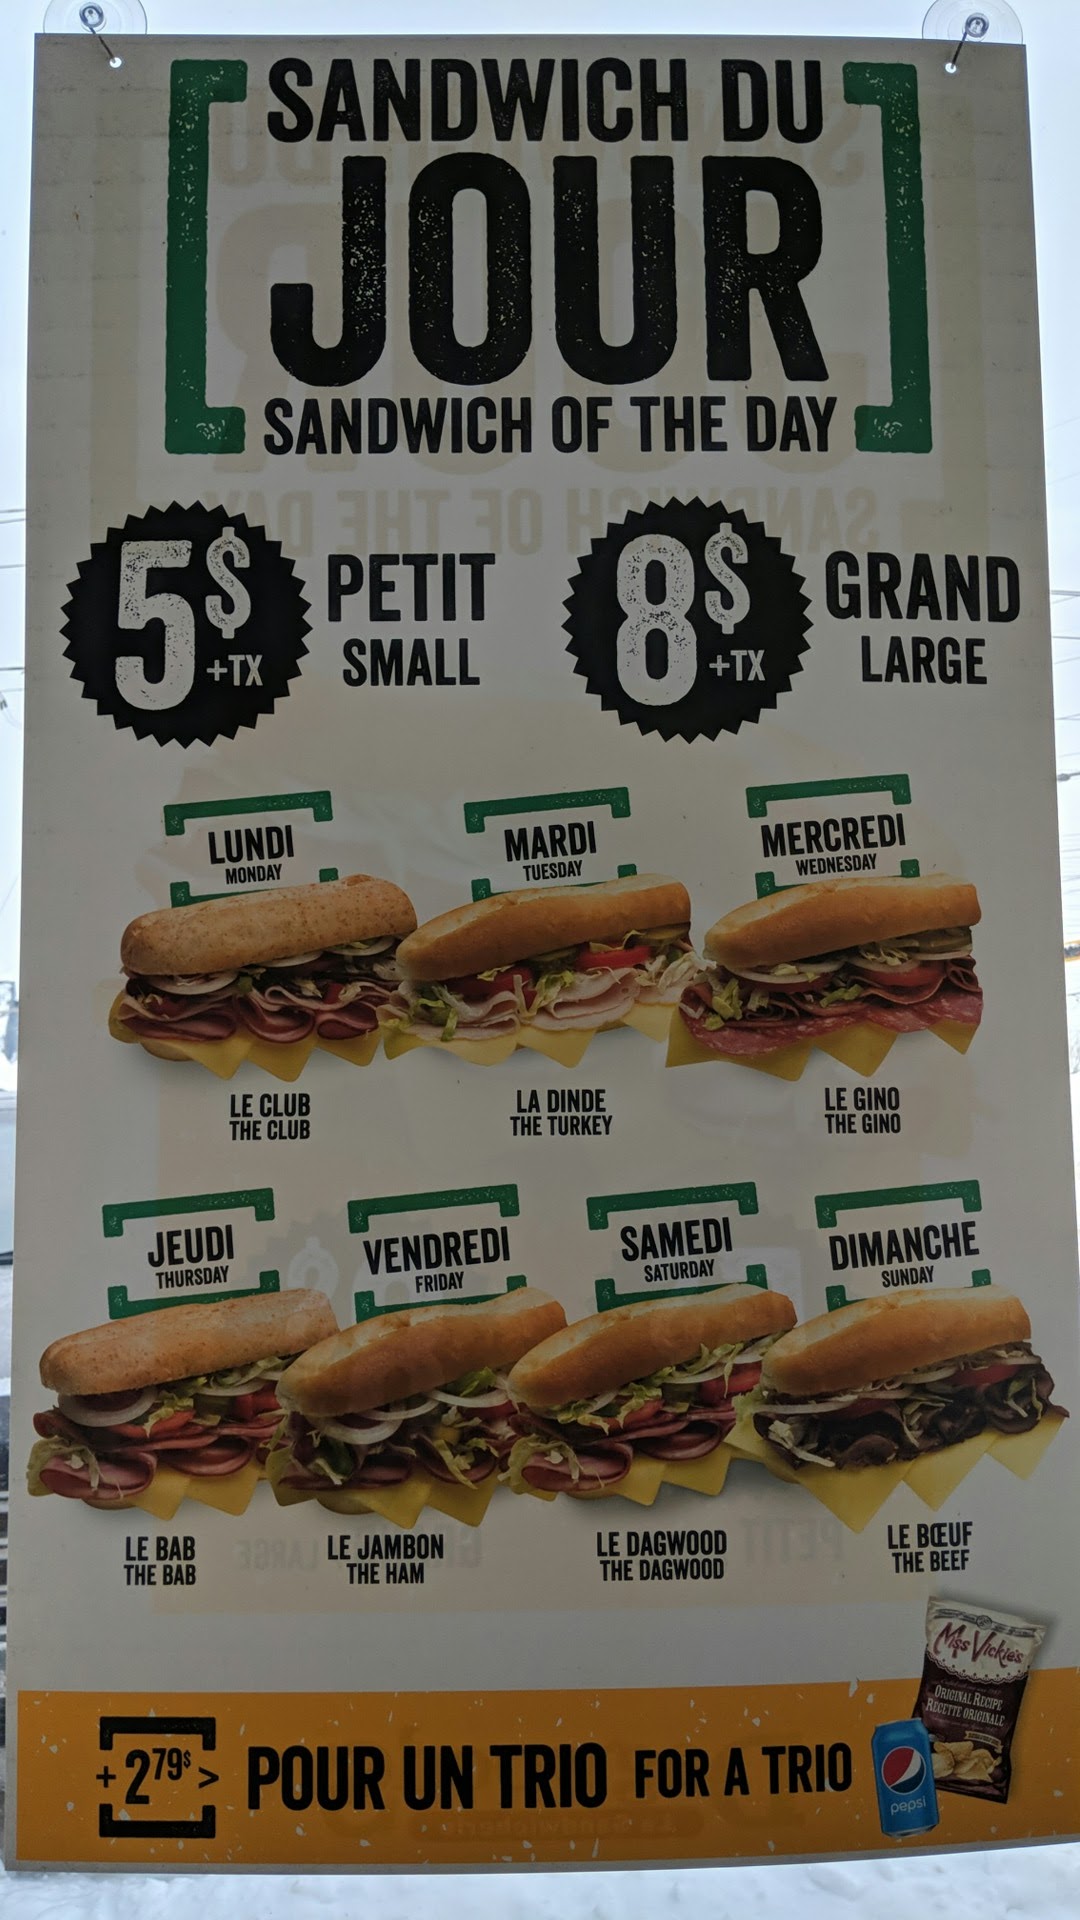 SANDWICH DU
JOUR
SANDWICH OF THE DAY
5$ +TX
PETIT
SMALL
8$ +TX
GRAND
LARGE
LUNDI
MONDAY
MARDI
TUESDAY
MERCREDI
WEDNESDAY
LE CLUB
THE CLUB
LA DINDE
THE TURKEY
LE GINO
THE GINO
JEUDI
THURSDAY
VENDREDI
FRIDAY
SAMEDI
SATURDAY
DIMANCHE
SUNDAY
LE BAB
THE BAB
LE JAMBON
THE HAM
LE DAGWOOD
THE DAGWOOD
LE BŒUF
THE BEEF
Miss Vickie's
ORIGINAL RECIPE
RECETTE ORIGINALE
pepsi
+ 2 79$ > POUR UN TRIO FOR A TRIO